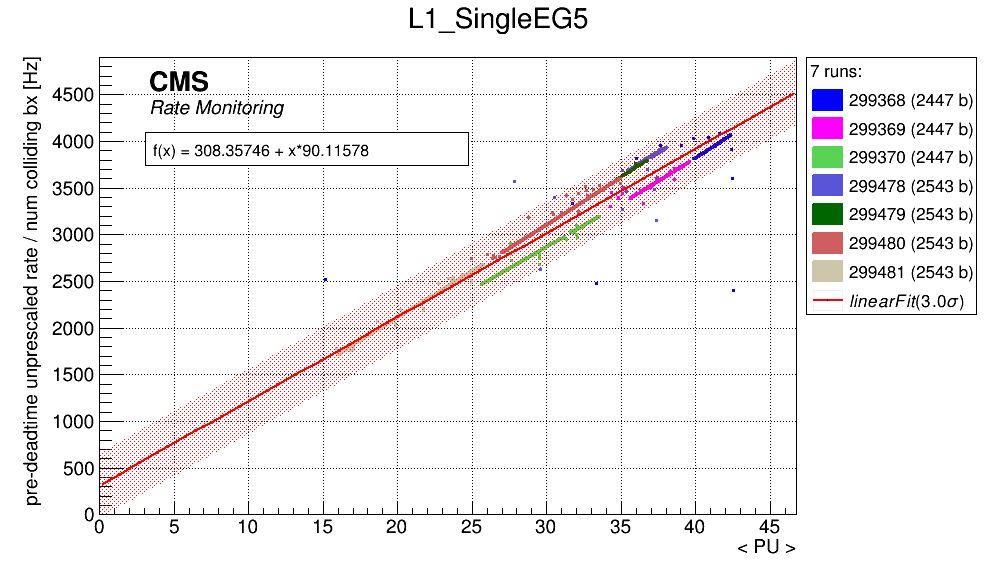 L1_SingleEG5
pre-deadtime unprescaled rate / num colliding bx [Hz]
CMS
Rate Monitoring
f(x) = 308.35746 + x*90.11578
4500
4000
3500
3000
2500
2000
1500
1000
500
0
0 5 10 15 20 25 30 35 40 45
< PU >
7 runs:
299368 (2447 b)
299369 (2447 b)
299370 (2447 b)
299478 (2543 b)
299479 (2543 b)
299480 (2543 b)
299481 (2543 b)
linearFit(3.0σ)